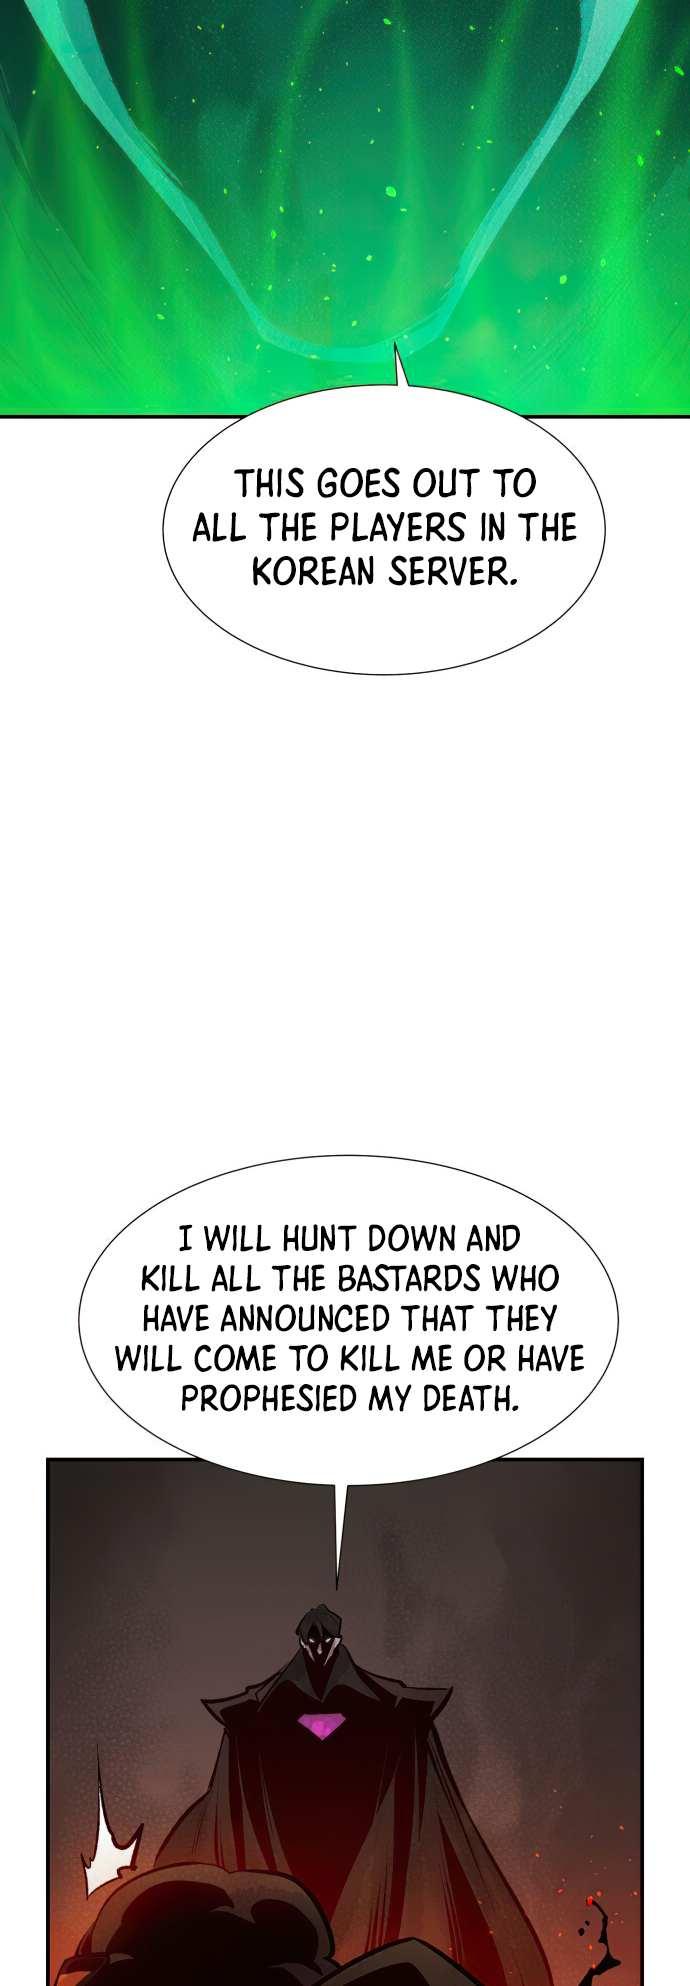 THIS GOES OUT TO
ALL THE PLAYERS IN THE
KOREAN SERVER.
I WILL HUNT DOWN AND
KILL ALL THE BASTARDS WHO
HAVE ANNOUNCED THAT THEY
WILL COME TO KILL ME OR HAVE
PROPHESIED MY DEATH.